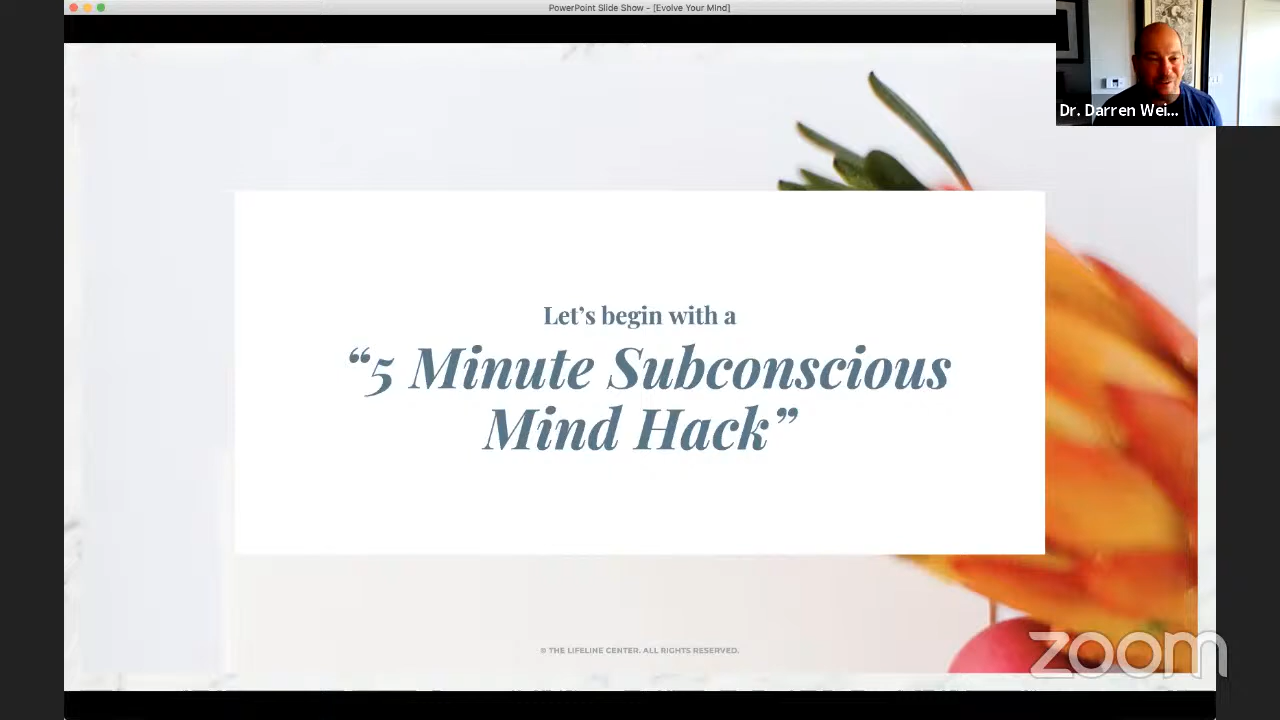 PowerPoint Slide Show - [Evolve Your Mind]
Dr. Darren Wei...
Let’s begin with a
“5 Minute Subconscious
Mind Hack”
© THE LIFELINE CENTER. ALL RIGHTS RESERVED.
zoom